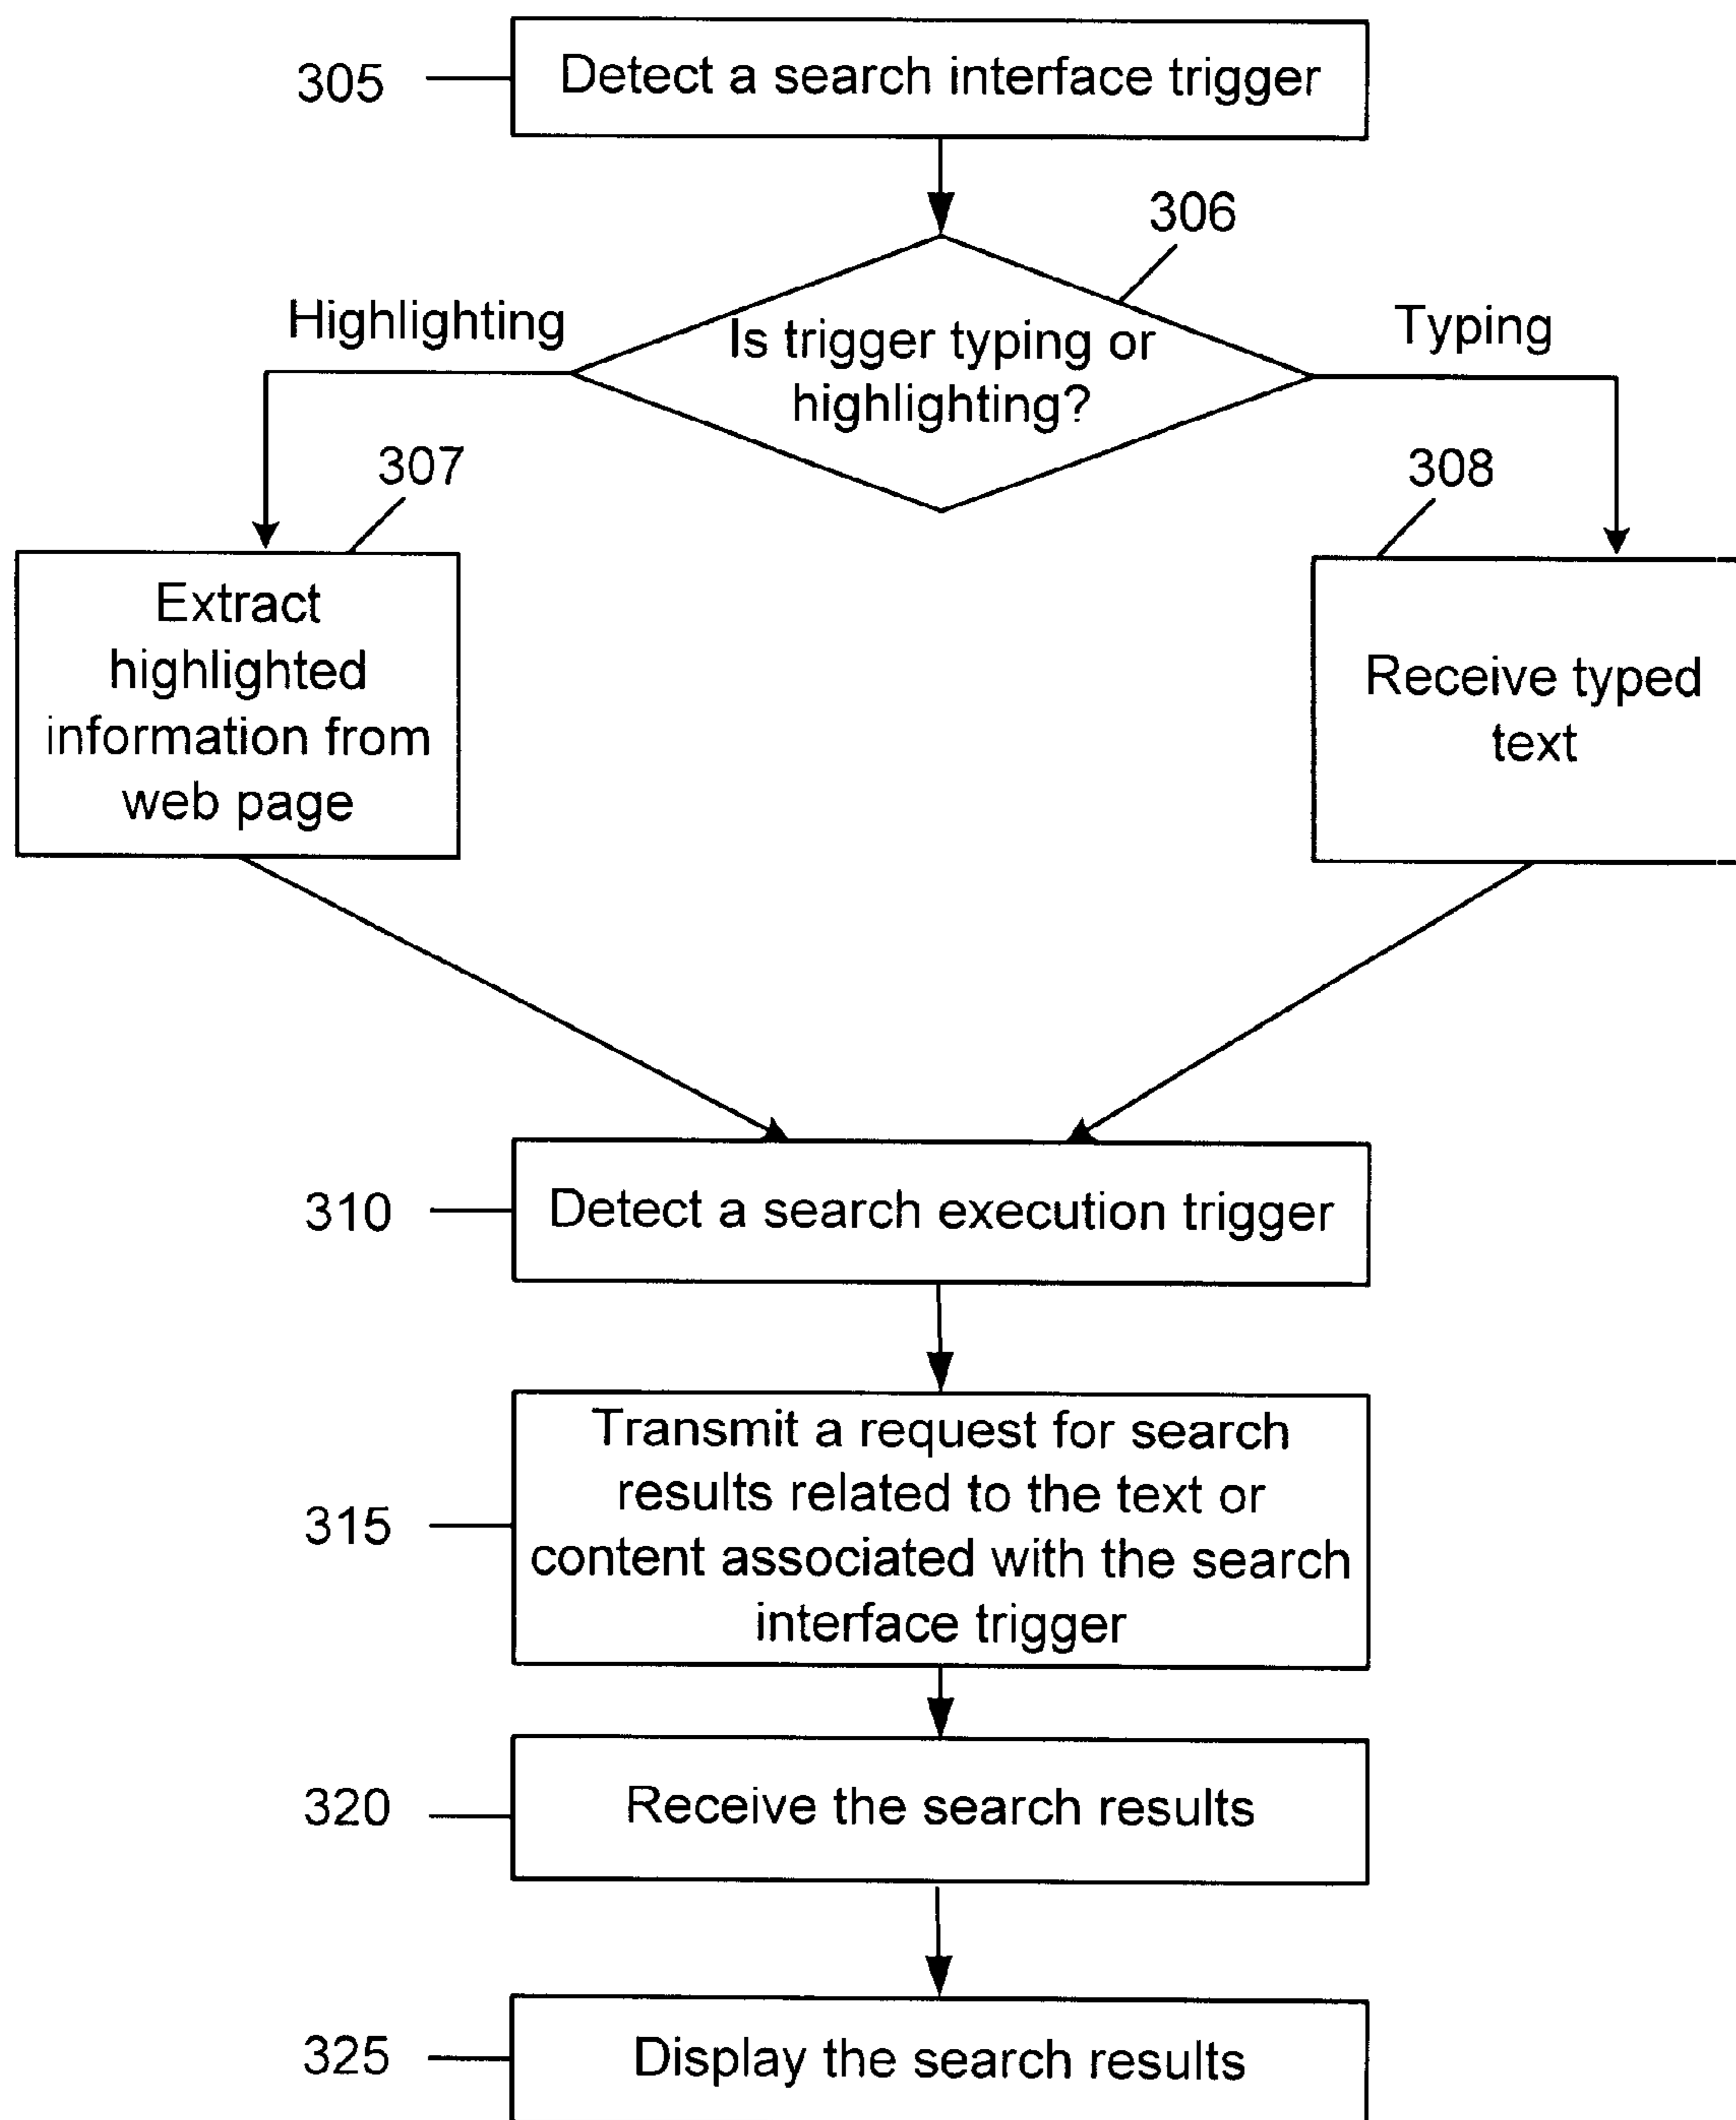 305
Detect a search interface trigger
306
Highlighting
Is trigger typing or
highlighting?
Typing
307
308
Extract
highlighted
information from
web page
Receive typed
text
310
Detect a search execution trigger
315
Transmit a request for search
results related to the text or
content associated with the search
interface trigger
320
Receive the search results
325
Display the search results